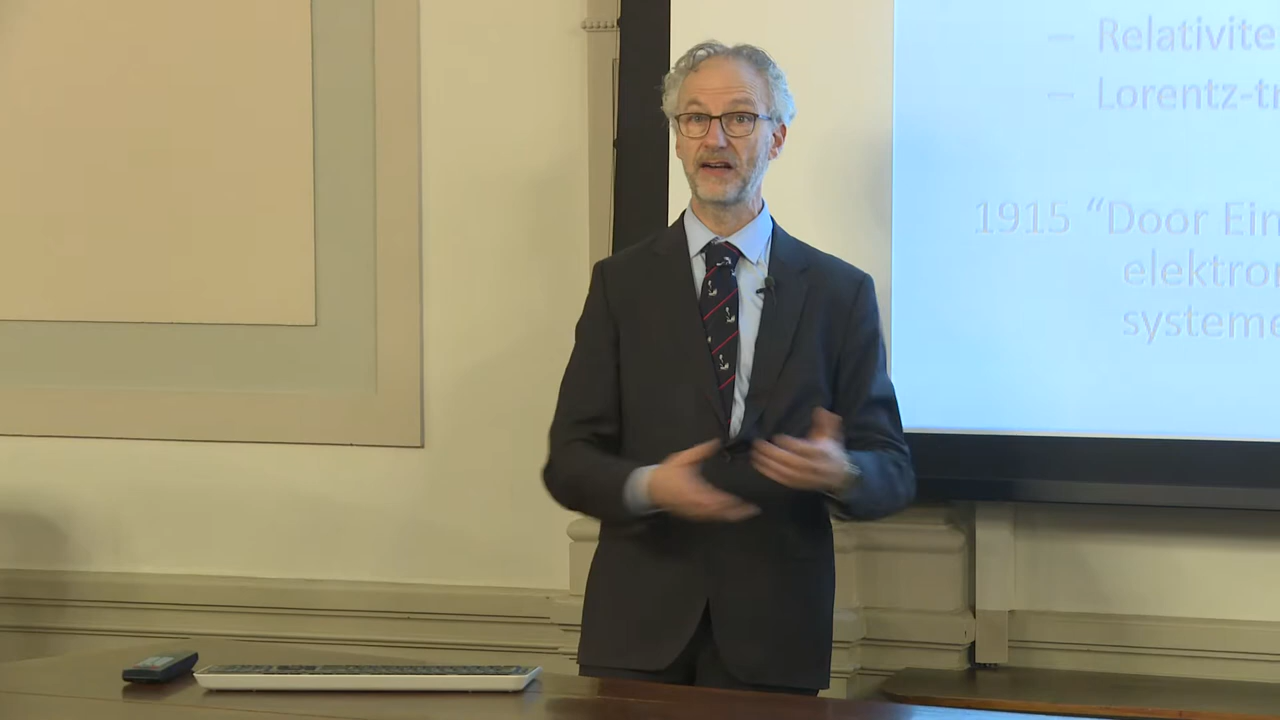 – Relativite
– Lorentz-tr
1915 “Door Ein
elektron
systeme